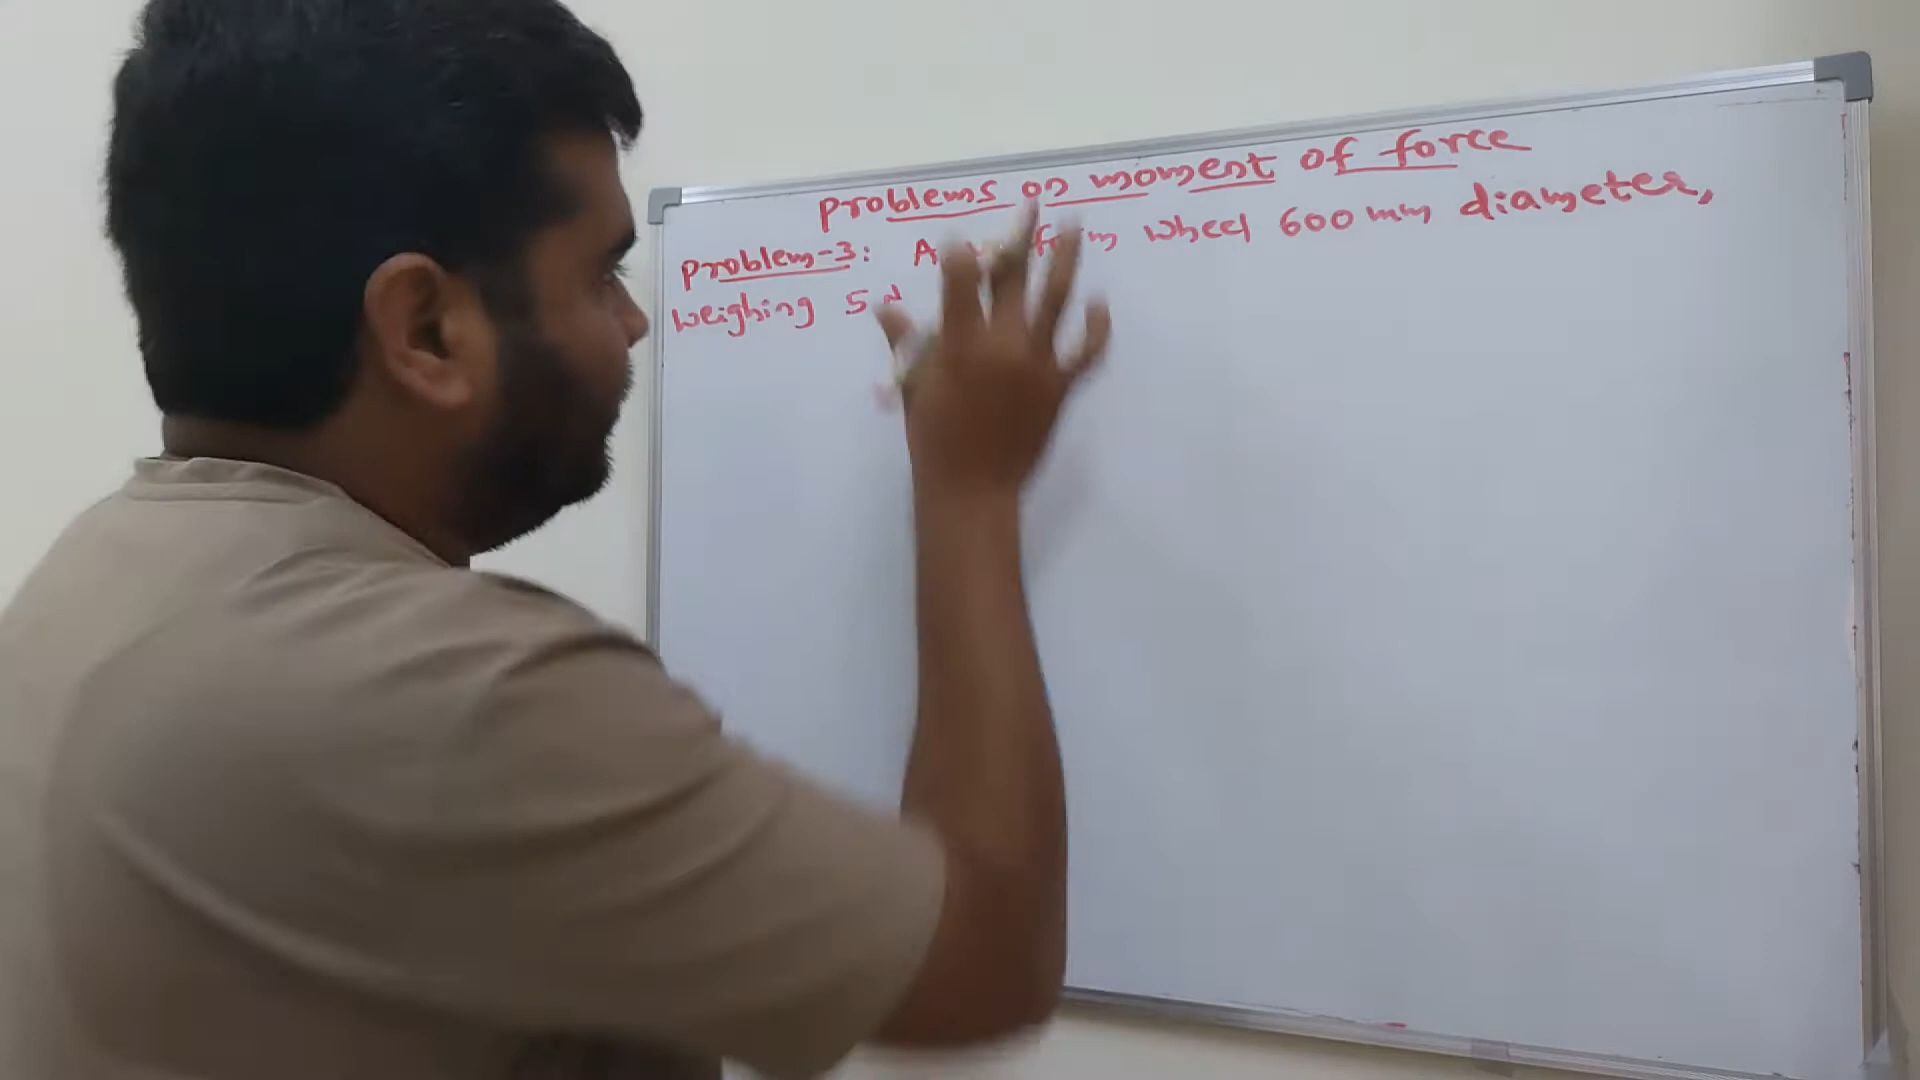 Problems on moment of force
Problem-3: A wheel 600 mm diameter,
weighing 5